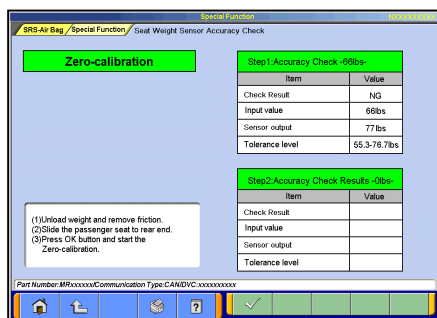 Special Function
NXXXXXXXXX
SRS-Air Bag
Special Function
Seat Weight Sensor Accuracy Check
Zero-calibration
(1)Unload weight and remove friction.
(2)Slide the passenger seat to rear end.
(3)Press OK button and start the
Zero-calibration.
Step1:Accuracy Check -66lbs-
Item Value
Check Result NG
Input value 66lbs
Sensor output 77lbs
Tolerance level 55.3-76.7lbs
Step2:Accuracy Check Results -0lbs-
Item Value
Check Result
Input value
Sensor output
Tolerance level
Part Number:MRxxxxxx/Communication Type:CAN/DVC:xxxxxxxxxx
?